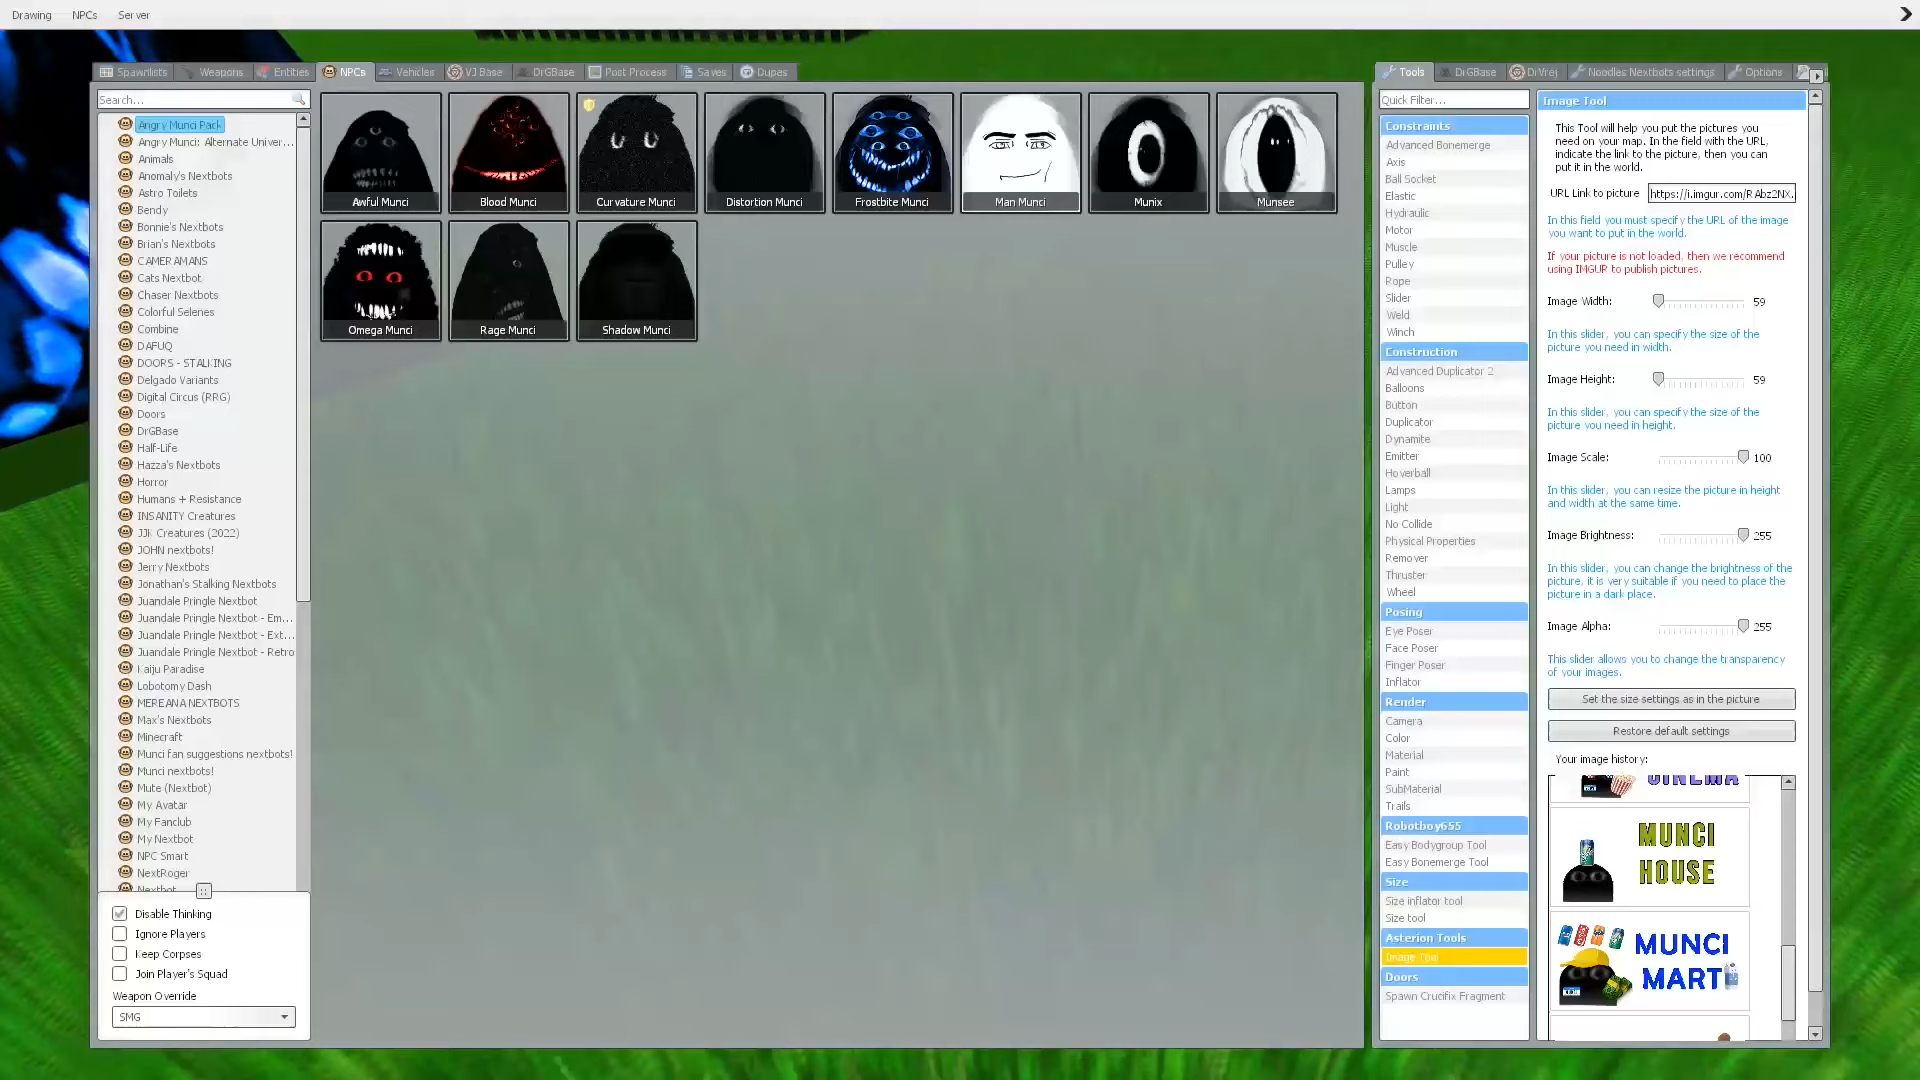 Drawing NPCs Server
Spawnlists Weapons Entities NPCs Vehicles VJ Base DrGBase Post Process Saves Dupes
Search...
Angry Munci Pack
Angry Munci: Alternate Univer...
Animals
Anomaly's Nextbots
Astro Toilets
Bendy
Bonnie's Nextbots
Brian's Nextbots
CAMERAMANS
Cats Nextbot
Chaser Nextbots
Colorful Selenes
Combine
DAFUQ
DOORS - STALKING
Delgado Variants
Digital Circus (RRG)
Doors
DrGBase
Half-Life
Hazza's Nextbots
Horror
Humans + Resistance
INSANITY Creatures
JJK Creatures (2022)
JOHN nextbots!
Jerry Nextbots
Jonathan's Stalking Nextbots
Juandale Pringle Nextbot
Juandale Pringle Nextbot - Em...
Juandale Pringle Nextbot - Ext...
Juandale Pringle Nextbot - Retro
Kaiju Paradise
Lobotomy Dash
MEREANA NEXTBOTS
Max's Nextbots
Minecraft
Munci fan suggestions nextbots!
Munci nextbots!
Mute (Nextbot)
My Avatar
My Fanclub
My Nextbot
NPC Smart
NextRoger
Nextbot
Disable Thinking
Ignore Players
Keep Corpses
Join Player's Squad
Weapon Override
SMG
Awful Munci Blood Munci Curvature Munci Distortion Munci Frostbite Munci Man Munci Munix Munsee
Omega Munci Rage Munci Shadow Munci
Tools DrGBase DrVrej Noodles Nextbots settings Options
Quick Filter...
Constraints
Advanced Bonemerge
Axis
Ball Socket
Elastic
Hydraulic
Motor
Muscle
Pulley
Rope
Slider
Weld
Winch
Construction
Advanced Duplicator 2
Balloons
Button
Duplicator
Dynamite
Emitter
Hoverball
Lamps
Light
No Collide
Physical Properties
Remover
Thruster
Wheel
Posing
Eye Poser
Face Poser
Finger Poser
Inflator
Render
Camera
Color
Material
Paint
SubMaterial
Trails
Robotboy655
Easy Bodygroup Tool
Easy Bonemerge Tool
Size
Size inflator tool
Size tool
Asterion Tools
Image Tool
Doors
Spawn Crucifix Fragment
Image Tool
This Tool will help you put the pictures you
need on your map. In the field with the URL,
indicate the link to the picture, then you can
put it in the world.
URL Link to picture https://i.imgur.com/RAbz2NX.
In this field you must specify the URL of the image
you want to put in the world.
If your picture is not loaded, then we recommend
using IMGUR to publish pictures.
Image Width: 59
In this slider, you can specify the size of the
picture you need in width.
Image Height: 59
In this slider, you can specify the size of the
picture you need in height.
Image Scale: 100
In this slider, you can resize the picture in height
and width at the same time.
Image Brightness: 255
In this slider, you can change the brightness of the
picture, it is very suitable if you need to place the
picture in a dark place.
Image Alpha: 255
This slider allows you to change the transparency
of your images.
Set the size settings as in the picture
Restore default settings
Your image history:
CINEMA
MUNCI
HOUSE
MUNCI
MART